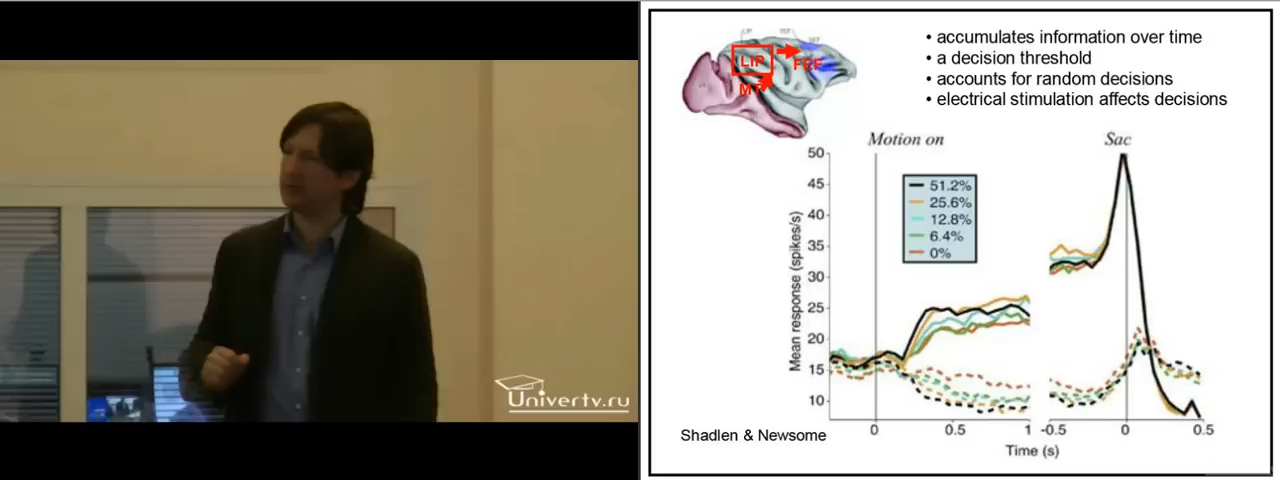 Univertv.ru
• accumulates information over time
• a decision threshold
• accounts for random decisions
• electrical stimulation affects decisions
LIP
FEF
MT
Motion on
Sac
50
45
40
35
30
25
20
15
10
Mean response (spikes/s)
51.2%
25.6%
12.8%
6.4%
0%
0 0.5 1 -0.5 0 0.5
Time (s)
Shadlen & Newsome